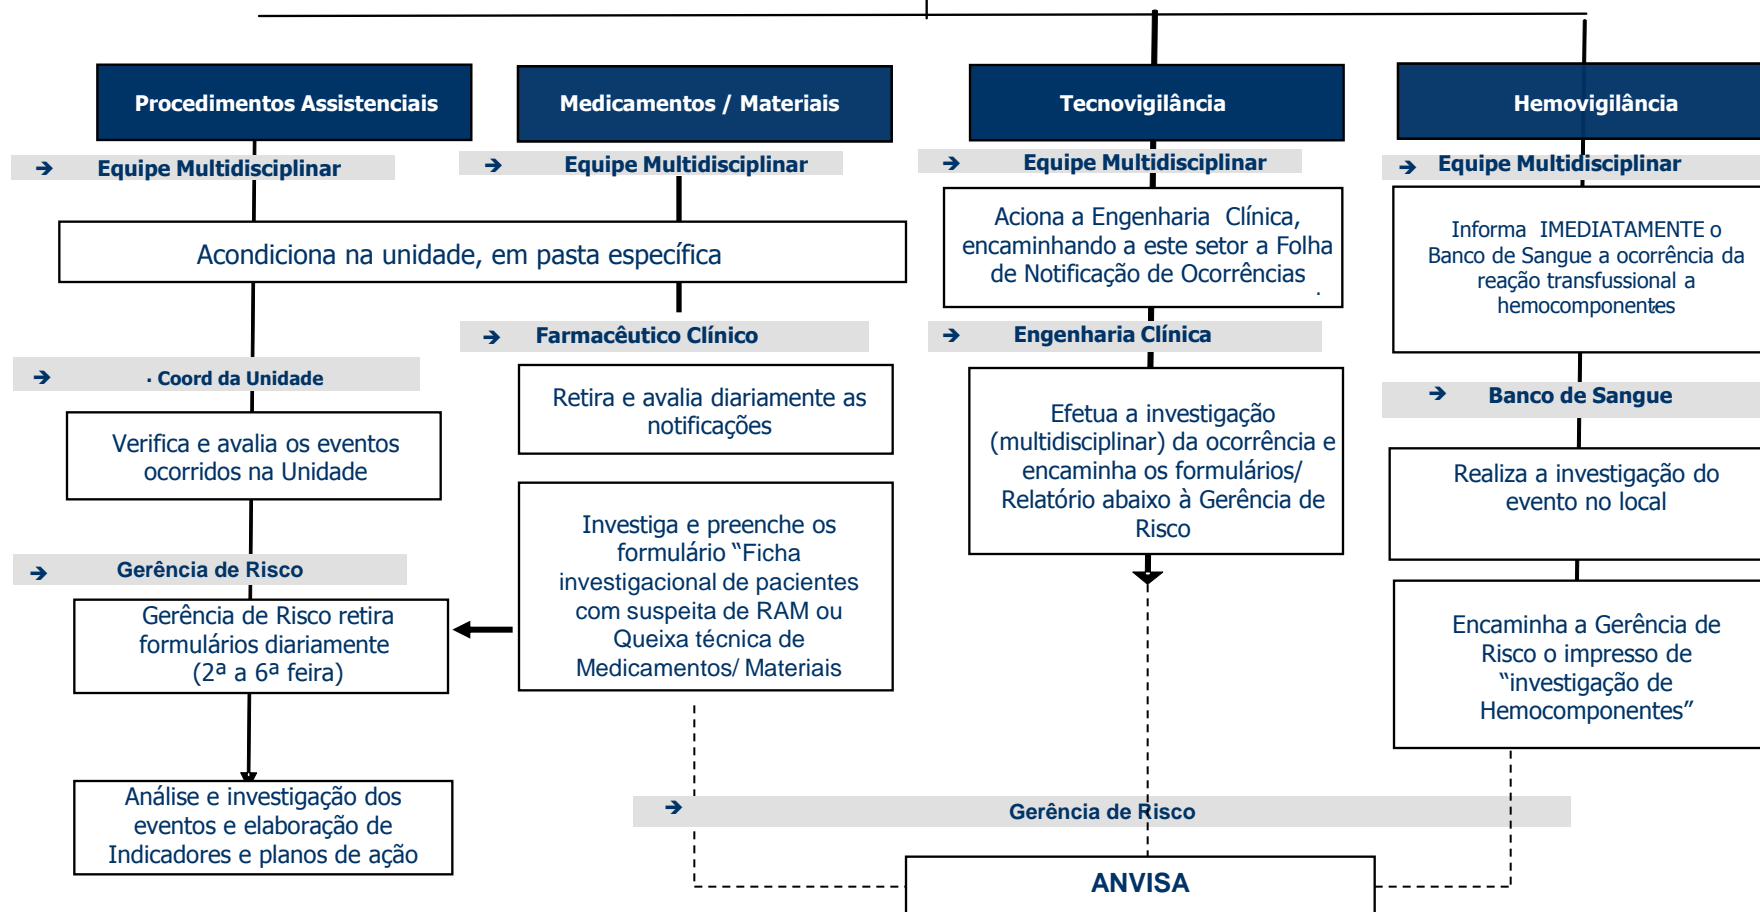 Procedimentos Assistenciais
Medicamentos / Materiais
Tecnovigilância
Hemovigilância
➔ Equipe Multidisciplinar
➔ Equipe Multidisciplinar
➔ Equipe Multidisciplinar
➔ Equipe Multidisciplinar
Acondiciona na unidade, em pasta específica
Aciona a Engenharia Clínica,
encaminhando a este setor a Folha
de Notificação de Ocorrências
.
Informa IMEDIATAMENTE o
Banco de Sangue a ocorrência da
reação transfussional a
hemocomponentes.
➔ · Coord da Unidade
➔ Farmacêutico Clínico
➔ Engenharia Clínica
➔ Banco de Sangue
Verifica e avalia os eventos
ocorridos na Unidade
Retira e avalia diariamente as
notificações
Efetua a investigação
(multidisciplinar) da ocorrência e
encaminha os formulários/
Relatório abaixo à Gerência de
Risco
Realiza a investigação do
evento no local
➔ Gerência de Risco
Gerência de Risco retira
formulários diariamente
(2ª a 6ª feira)
Investiga e preenche os
formulário “Ficha
investigacional de pacientes
com suspeita de RAM ou
Queixa técnica de
Medicamentos/ Materiais
Encaminha a Gerência de
Risco o impresso de
“investigação de
Hemocomponentes”
Análise e investigação dos
eventos e elaboração de
Indicadores e planos de ação
➔ Gerência de Risco
ANVISA